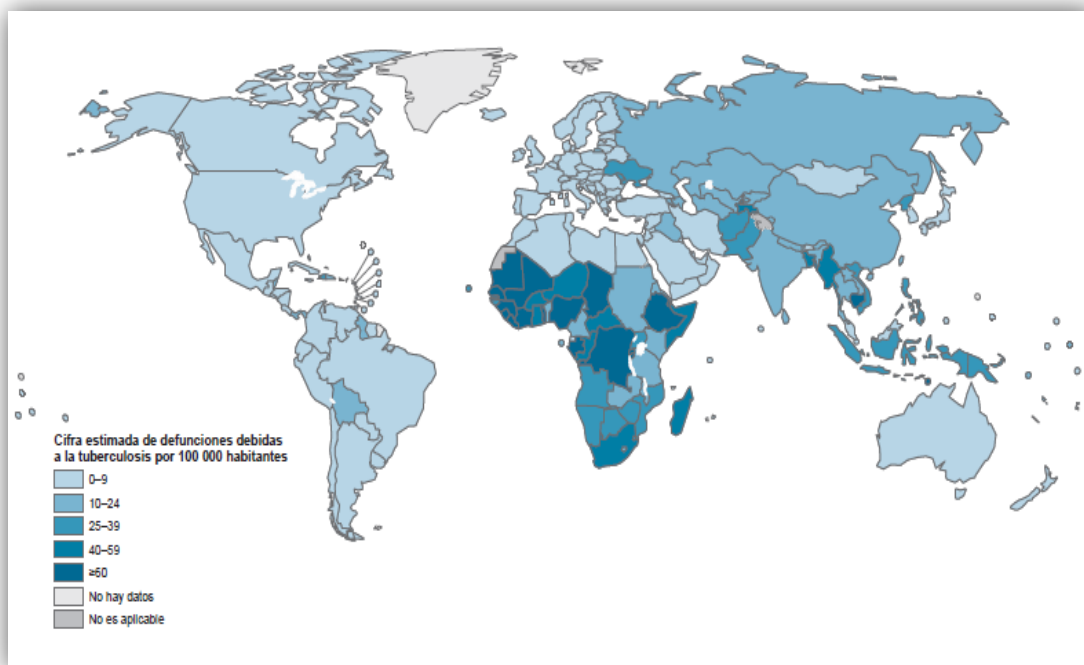 Cifra estimada de defunciones debidas
a la tuberculosis por 100 000 habitantes
0–9
10–24
25–39
40–59
≥60
No hay datos
No es aplicable